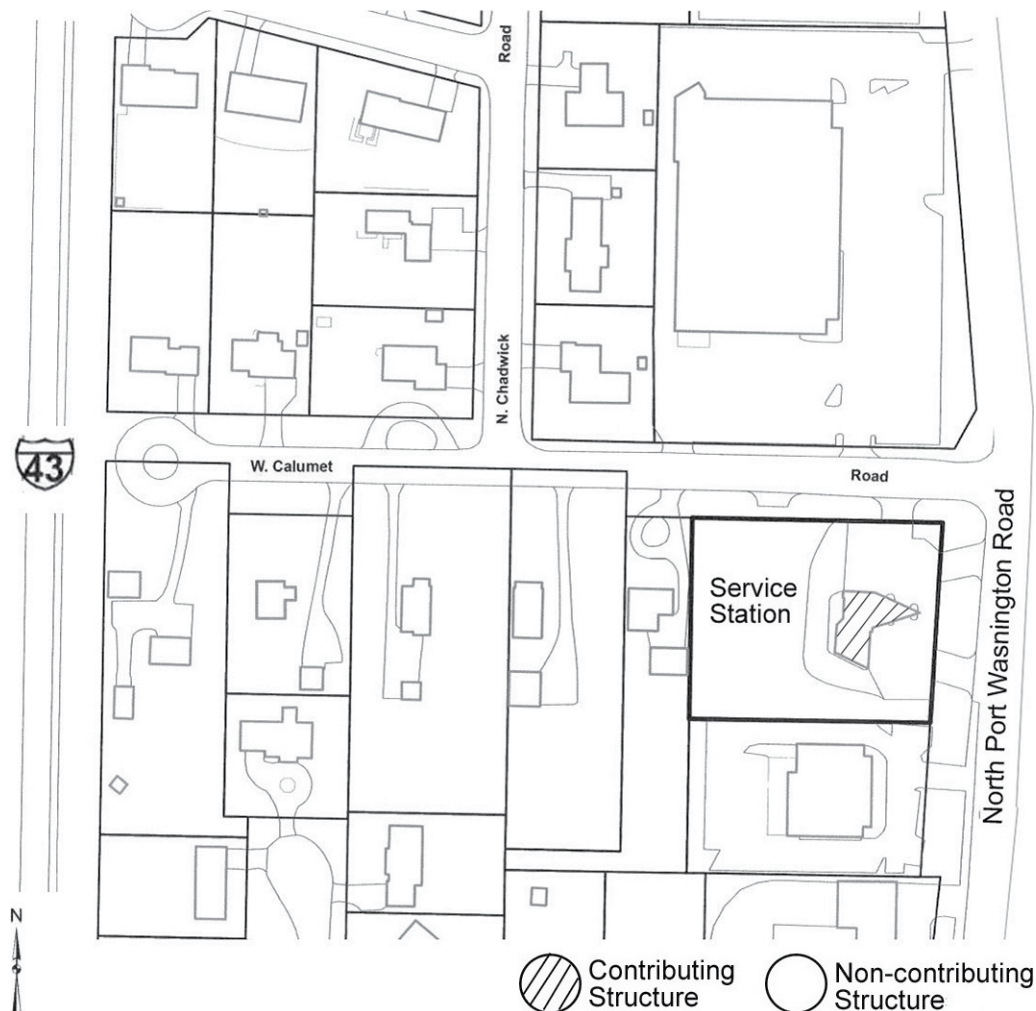 Road
N. Chadwick
43
W. Calumet
Road
Service
Station
North Port Wasnington Road
N
Contributing
Structure
Non-contributing
Structure